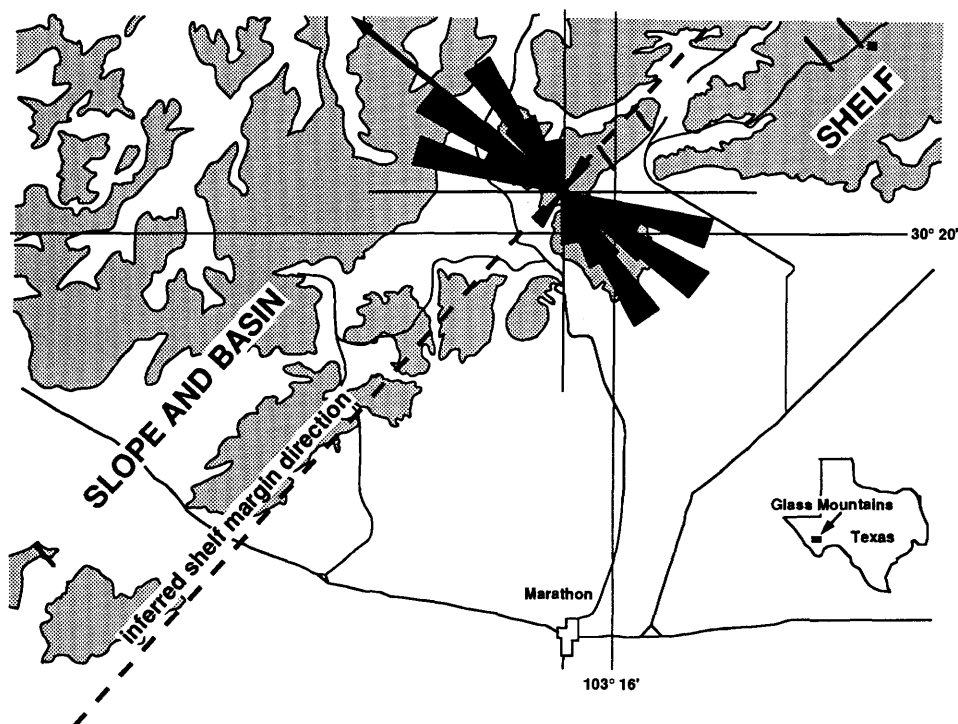 SHELF
30° 20'
SLOPE AND BASIN
inferred shelf margin direction
Glass Mountains
Texas
Marathon
103° 16'